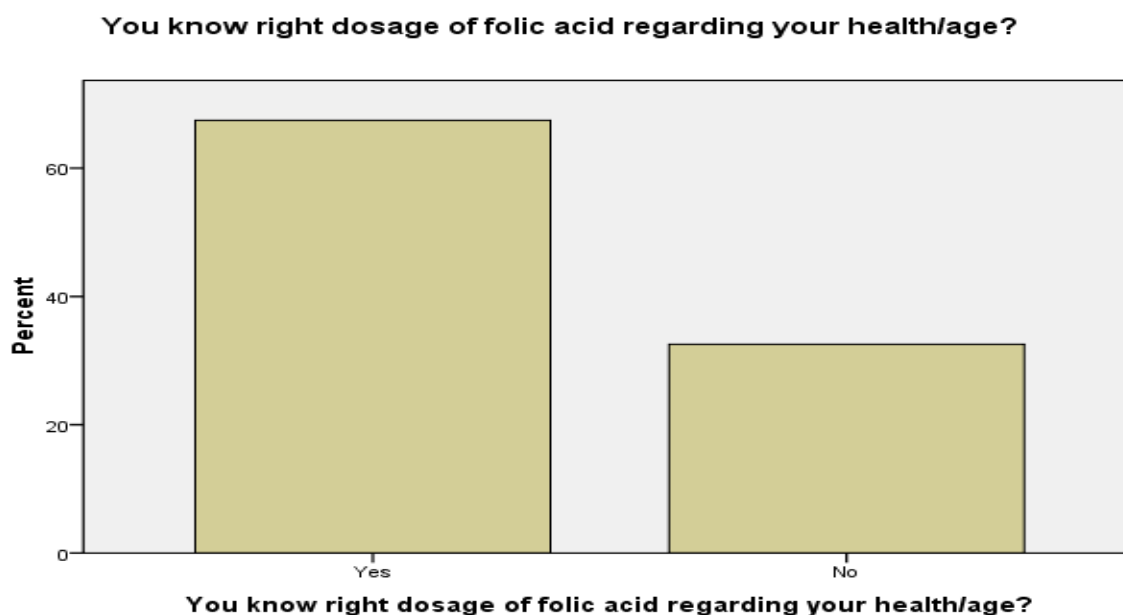 You know right dosage of folic acid regarding your health/age?
60
40
20
0
Percent
Yes
No
You know right dosage of folic acid regarding your health/age?